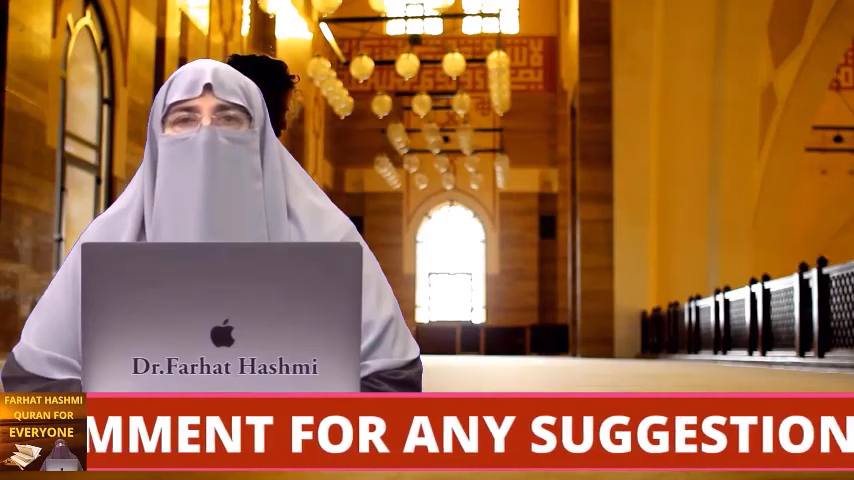 Dr.Farhat Hashmi
FARHAT HASHMI
QURAN FOR
EVERYONE
MMENT FOR ANY SUGGESTION